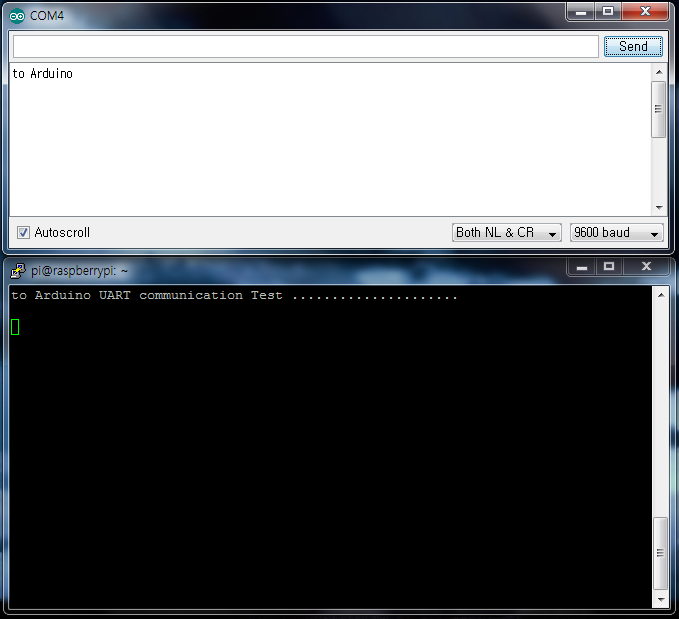 COM4
Send
to Arduino
Autoscroll
Both NL & CR
9600 baud
pi@raspberrypi: ~
to Arduino UART communication Test .....................